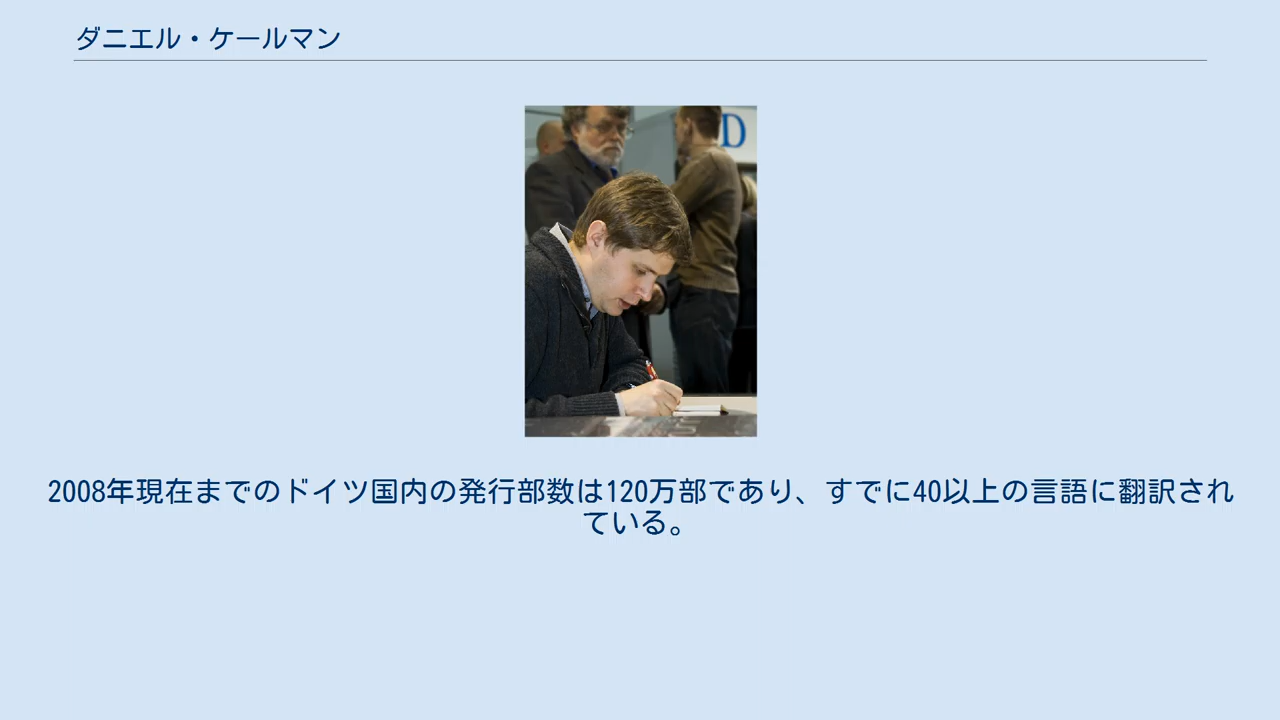 ダニエル・ケールマン
D
2008年現在までのドイツ国内の発行部数は120万部であり、すでに40以上の言語に翻訳され
ている。